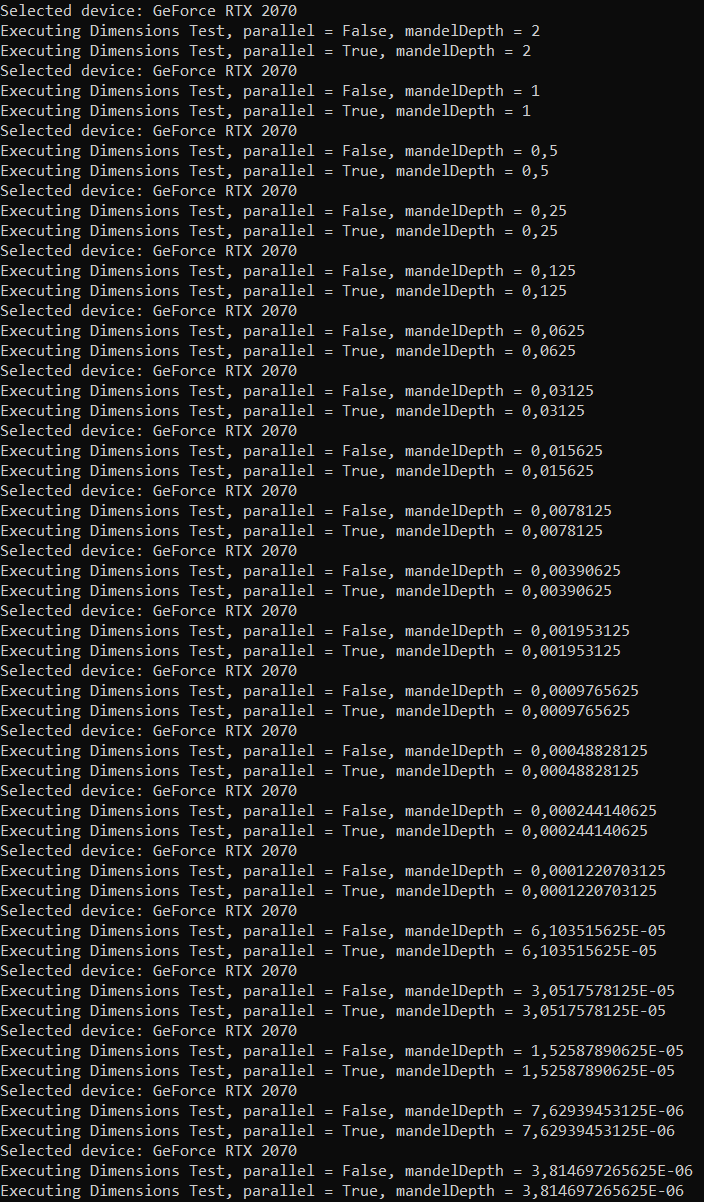 Selected device: GeForce RTX 2070
Executing Dimensions Test, parallel = False, mandelDepth = 2
Executing Dimensions Test, parallel = True, mandelDepth = 2
Selected device: GeForce RTX 2070
Executing Dimensions Test, parallel = False, mandelDepth = 1
Executing Dimensions Test, parallel = True, mandelDepth = 1
Selected device: GeForce RTX 2070
Executing Dimensions Test, parallel = False, mandelDepth = 0,5
Executing Dimensions Test, parallel = True, mandelDepth = 0,5
Selected device: GeForce RTX 2070
Executing Dimensions Test, parallel = False, mandelDepth = 0,25
Executing Dimensions Test, parallel = True, mandelDepth = 0,25
Selected device: GeForce RTX 2070
Executing Dimensions Test, parallel = False, mandelDepth = 0,125
Executing Dimensions Test, parallel = True, mandelDepth = 0,125
Selected device: GeForce RTX 2070
Executing Dimensions Test, parallel = False, mandelDepth = 0,0625
Executing Dimensions Test, parallel = True, mandelDepth = 0,0625
Selected device: GeForce RTX 2070
Executing Dimensions Test, parallel = False, mandelDepth = 0,03125
Executing Dimensions Test, parallel = True, mandelDepth = 0,03125
Selected device: GeForce RTX 2070
Executing Dimensions Test, parallel = False, mandelDepth = 0,015625
Executing Dimensions Test, parallel = True, mandelDepth = 0,015625
Selected device: GeForce RTX 2070
Executing Dimensions Test, parallel = False, mandelDepth = 0,0078125
Executing Dimensions Test, parallel = True, mandelDepth = 0,0078125
Selected device: GeForce RTX 2070
Executing Dimensions Test, parallel = False, mandelDepth = 0,00390625
Executing Dimensions Test, parallel = True, mandelDepth = 0,00390625
Selected device: GeForce RTX 2070
Executing Dimensions Test, parallel = False, mandelDepth = 0,001953125
Executing Dimensions Test, parallel = True, mandelDepth = 0,001953125
Selected device: GeForce RTX 2070
Executing Dimensions Test, parallel = False, mandelDepth = 0,0009765625
Executing Dimensions Test, parallel = True, mandelDepth = 0,0009765625
Selected device: GeForce RTX 2070
Executing Dimensions Test, parallel = False, mandelDepth = 0,00048828125
Executing Dimensions Test, parallel = True, mandelDepth = 0,00048828125
Selected device: GeForce RTX 2070
Executing Dimensions Test, parallel = False, mandelDepth = 0,000244140625
Executing Dimensions Test, parallel = True, mandelDepth = 0,000244140625
Selected device: GeForce RTX 2070
Executing Dimensions Test, parallel = False, mandelDepth = 0,0001220703125
Executing Dimensions Test, parallel = True, mandelDepth = 0,0001220703125
Selected device: GeForce RTX 2070
Executing Dimensions Test, parallel = False, mandelDepth = 6,103515625E-05
Executing Dimensions Test, parallel = True, mandelDepth = 6,103515625E-05
Selected device: GeForce RTX 2070
Executing Dimensions Test, parallel = False, mandelDepth = 3,0517578125E-05
Executing Dimensions Test, parallel = True, mandelDepth = 3,0517578125E-05
Selected device: GeForce RTX 2070
Executing Dimensions Test, parallel = False, mandelDepth = 1,52587890625E-05
Executing Dimensions Test, parallel = True, mandelDepth = 1,52587890625E-05
Selected device: GeForce RTX 2070
Executing Dimensions Test, parallel = False, mandelDepth = 7,62939453125E-06
Executing Dimensions Test, parallel = True, mandelDepth = 7,62939453125E-06
Selected device: GeForce RTX 2070
Executing Dimensions Test, parallel = False, mandelDepth = 3,814697265625E-06
Executing Dimensions Test, parallel = True, mandelDepth = 3,814697265625E-06